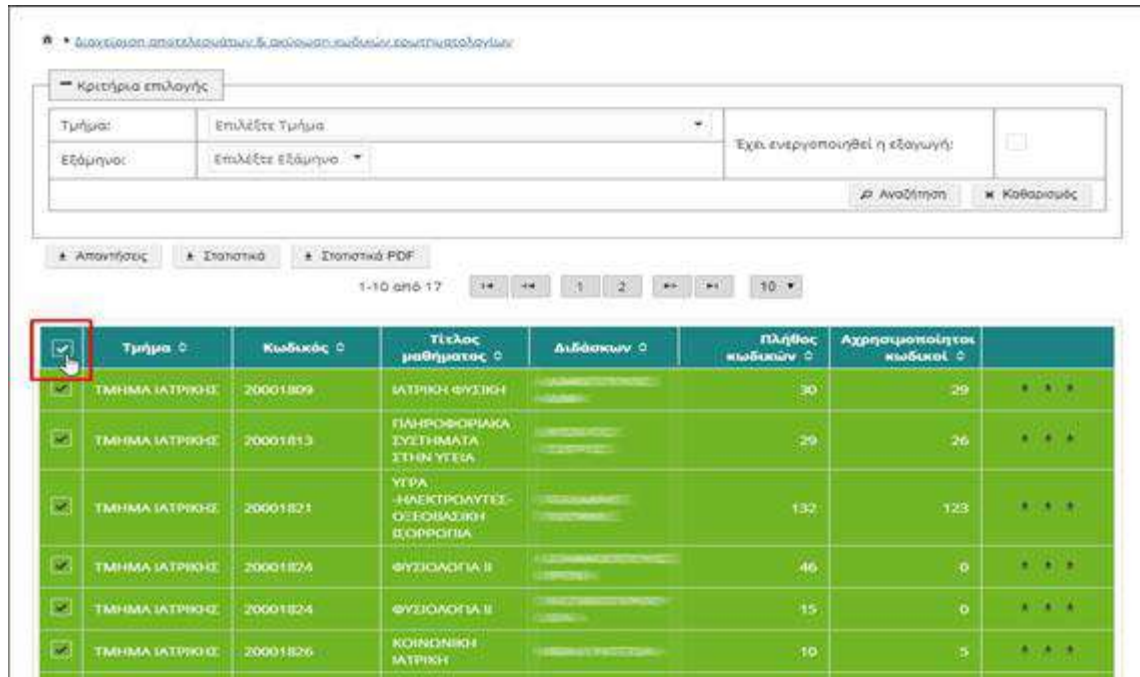 Διαχείριση αποτελεσμάτων & ακύρωση κωδικών ερωτηματολογίων
Κριτήρια επιλογής
Τμήμα: Επιλέξτε Τμήμα
Έχει ενεργοποιηθεί η εξαγωγή:
Εξάμηνο: Επιλέξτε Εξάμηνο
Αναζήτηση Καθαρισμός
Απαντήσεις Στατιστικά Στατιστικά PDF
1-10 από 17 1 2 10
Τμήμα Κωδικός Τίτλος μαθήματος Διδάσκων Πλήθος κωδικών Αχρησιμοποίητοι κωδικοί
ΤΜΗΜΑ ΙΑΤΡΙΚΗΣ 20001809 ΙΑΤΡΙΚΗ ΦΥΣΙΚΗ 30 29
ΤΜΗΜΑ ΙΑΤΡΙΚΗΣ 20001813 ΠΛΗΡΟΦΟΡΙΑΚΑ ΣΥΣΤΗΜΑΤΑ ΣΤΗΝ ΥΓΕΙΑ 29 26
ΤΜΗΜΑ ΙΑΤΡΙΚΗΣ 20001821 ΥΓΡΑ -ΗΛΕΚΤΡΟΛΥΤΕΣ- ΟΞΕΟΒΑΣΙΚΗ ΙΣΟΡΡΟΠΙΑ 132 123
ΤΜΗΜΑ ΙΑΤΡΙΚΗΣ 20001824 ΦΥΣΙΟΛΟΓΙΑ ΙΙ 46 0
ΤΜΗΜΑ ΙΑΤΡΙΚΗΣ 20001824 ΦΥΣΙΟΛΟΓΙΑ ΙΙ 15 0
ΤΜΗΜΑ ΙΑΤΡΙΚΗΣ 20001826 ΚΟΙΝΩΝΙΚΗ ΙΑΤΡΙΚΗ 10 5